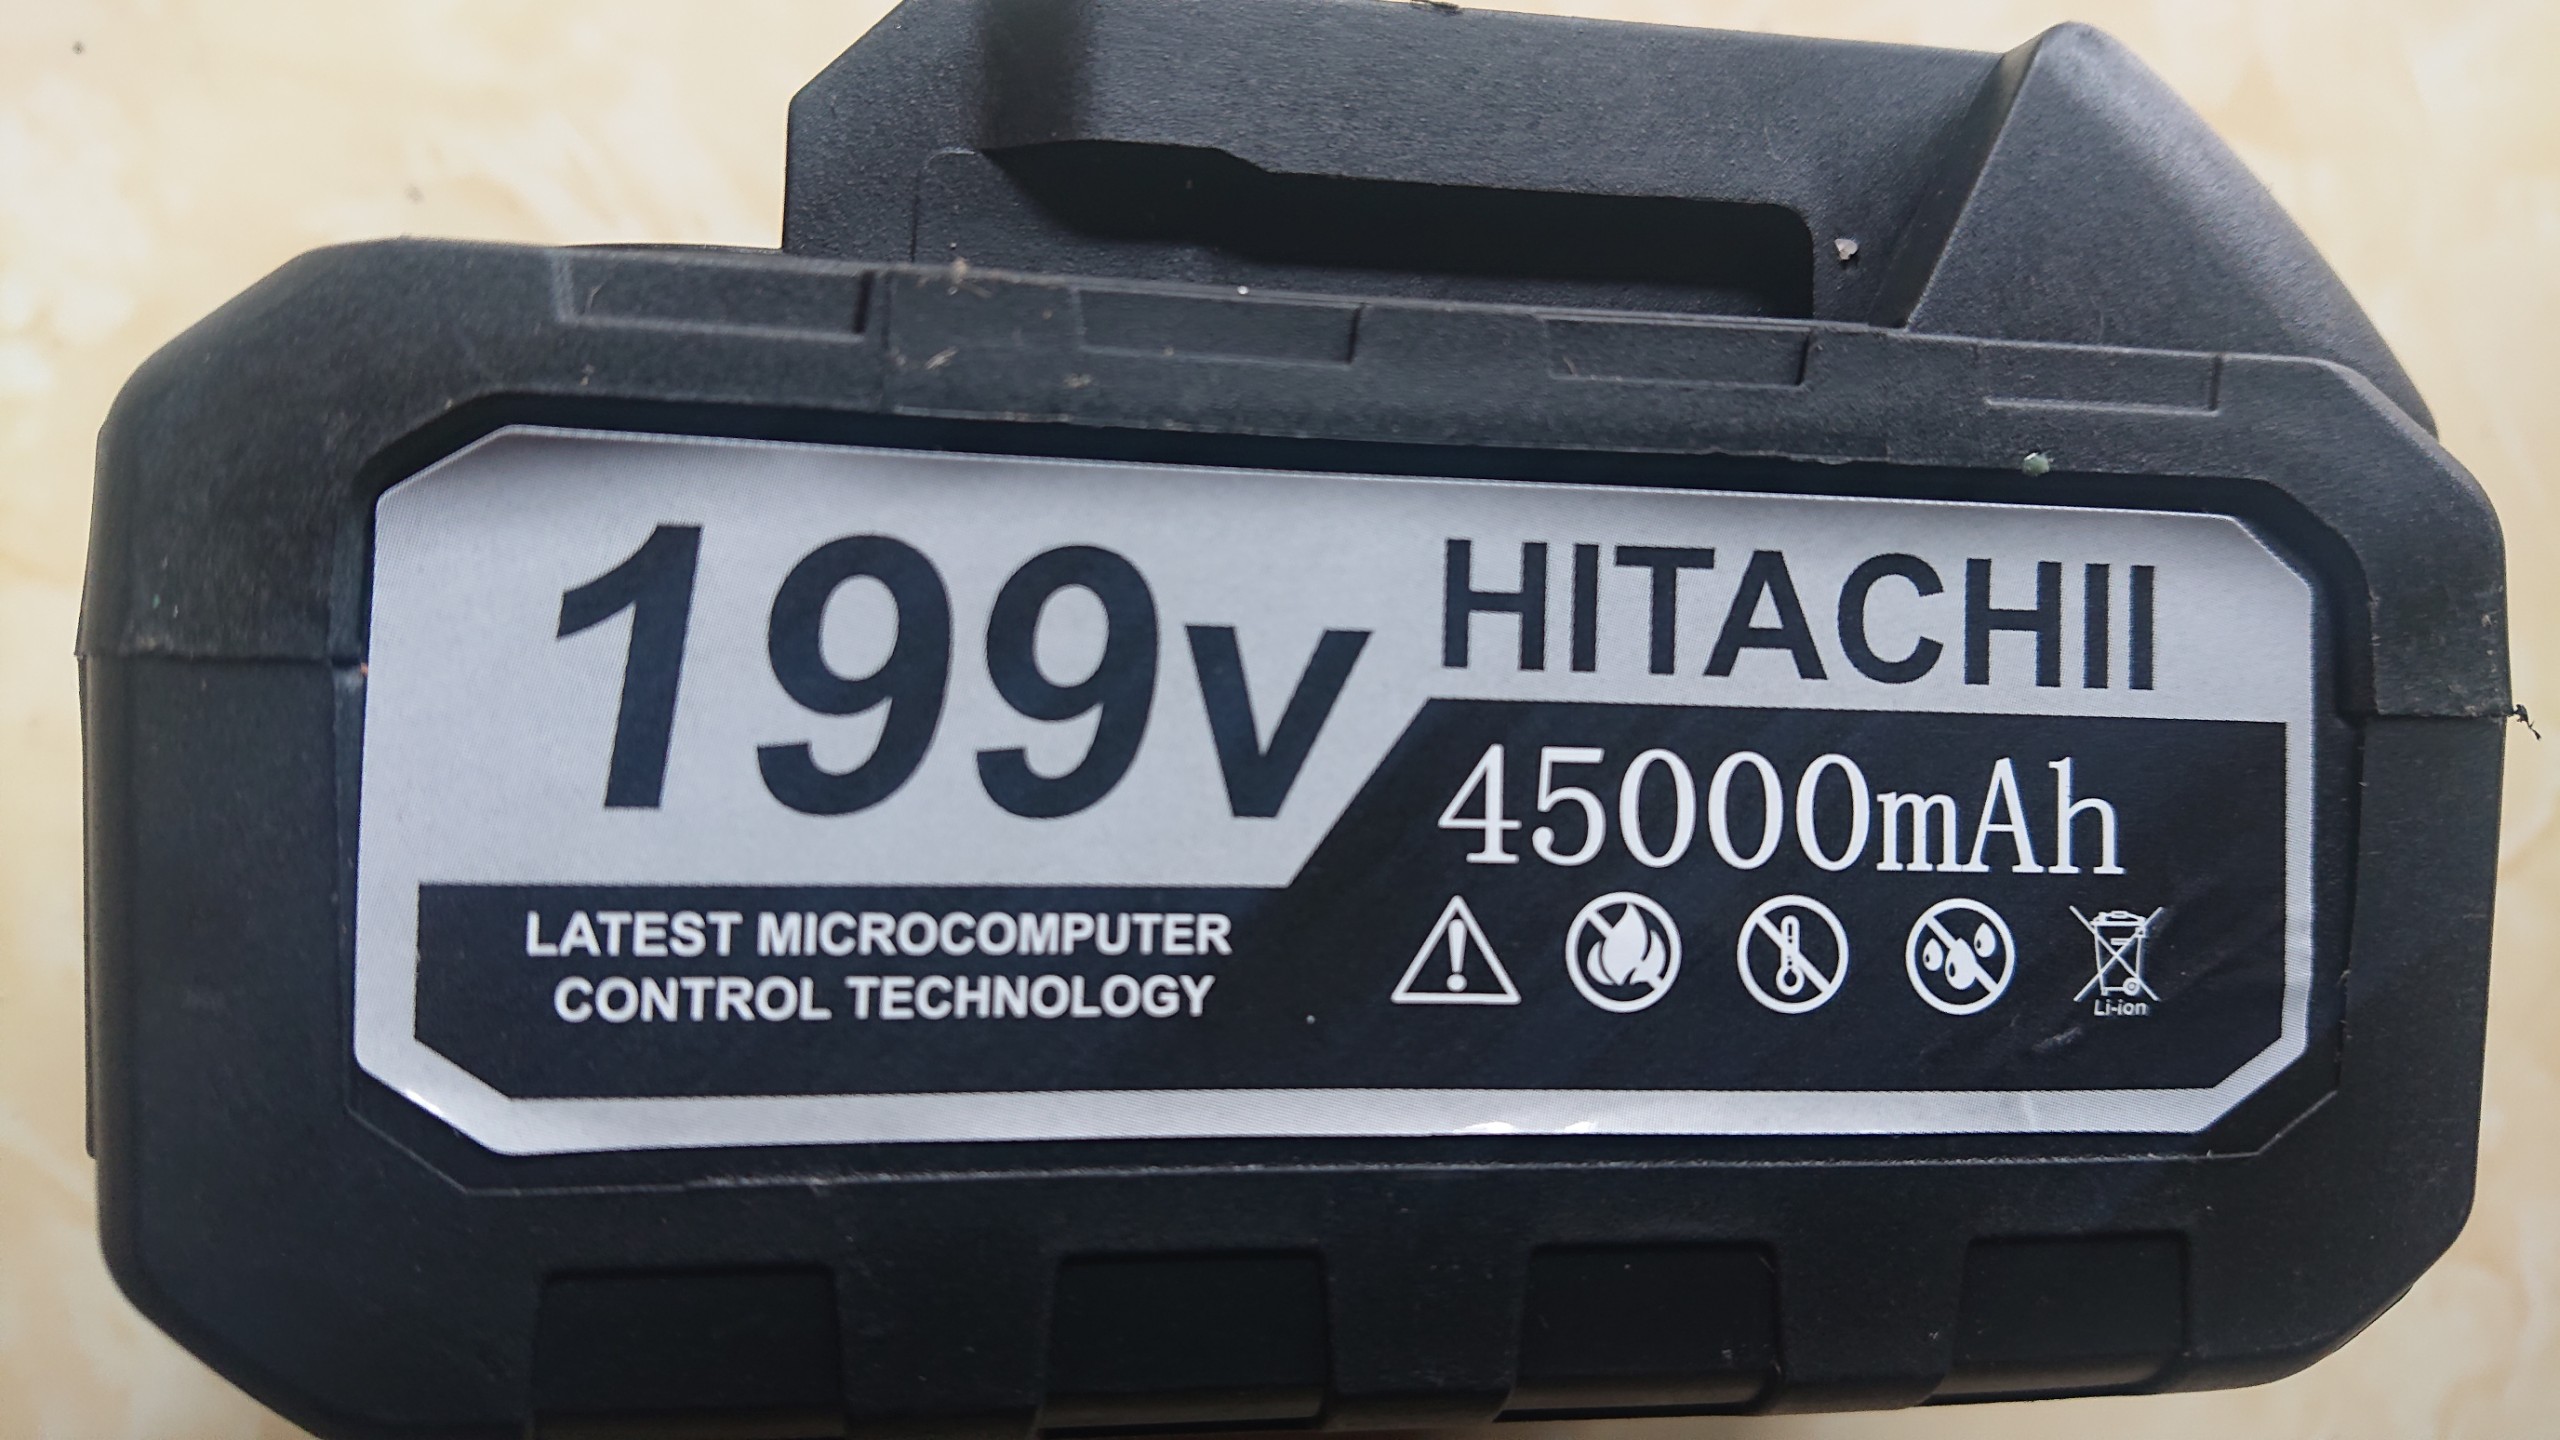 199v
HITACHII
45000mAh
LATEST MICROCOMPUTER
CONTROL TECHNOLOGY
Li-ion